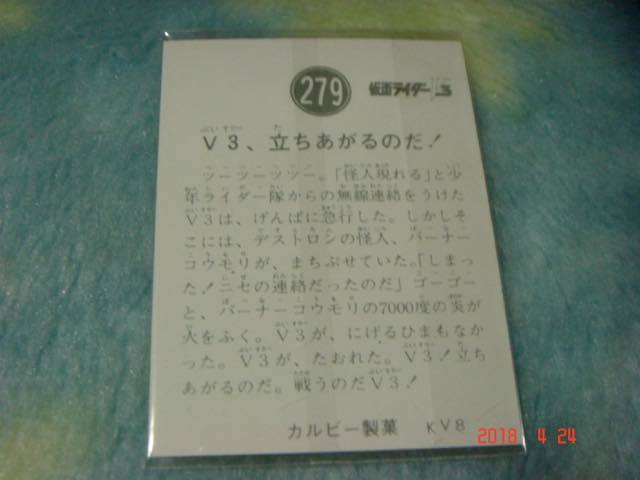 279
仮面ライダーV3
V3、立ちあがるのだ！
ツーツーツツー。「怪人現れる」と少
年ライダー隊からの無線連絡をうけた
V3は、げんばに急行した。しかしそ
こには、デストロンの怪人、バーナー
コウモリが、まちぶせていた。「しまっ
た！ニセの連絡だったのだ」ゴーゴー
と、バーナーコウモリの7000度の炎が
火をふく。V3が、にげるひまもなか
った。V3が、たおれた。V3！立ち
あがるのだ。戦うのだV3！
カルビー製菓 KV8
2018 4 24